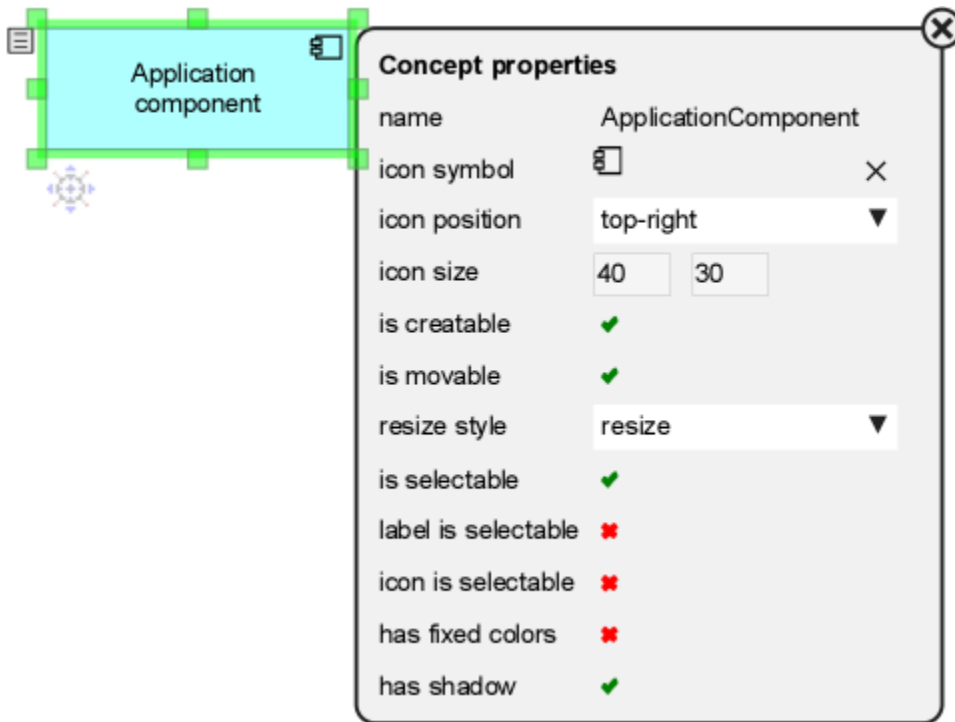 Application
component
Concept properties
name ApplicationComponent
icon symbol
icon position top-right
icon size 40 30
is creatable
is movable
resize style resize
is selectable
label is selectable
icon is selectable
has fixed colors
has shadow